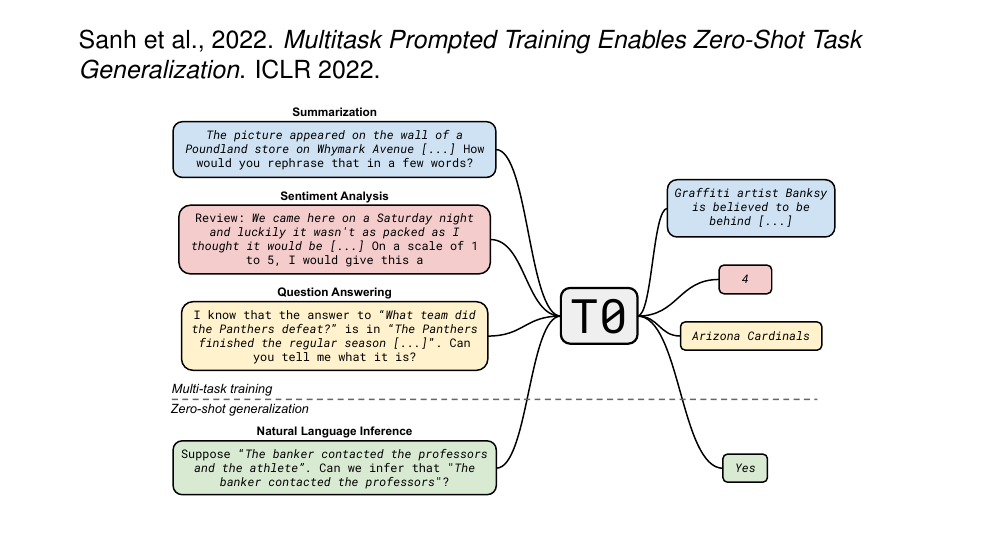 Sanh et al., 2022. Multitask Prompted Training Enables Zero-Shot Task
Generalization. ICLR 2022.
Summarization
The picture appeared on the wall of a
Poundland store on Whymark Avenue [...] How
would you rephrase that in a few words?
Sentiment Analysis
Review: We came here on a Saturday night
and luckily it wasn't as packed as I
thought it would be [...] On a scale of 1
to 5, I would give this a
Question Answering
I know that the answer to “What team did
the Panthers defeat?” is in “The Panthers
finished the regular season [...]”. Can
you tell me what it is?
Multi-task training
Zero-shot generalization
Natural Language Inference
Suppose “The banker contacted the professors
and the athlete”. Can we infer that "The
banker contacted the professors"?
T0
Graffiti artist Banksy
is believed to be
behind [...]
4
Arizona Cardinals
Yes